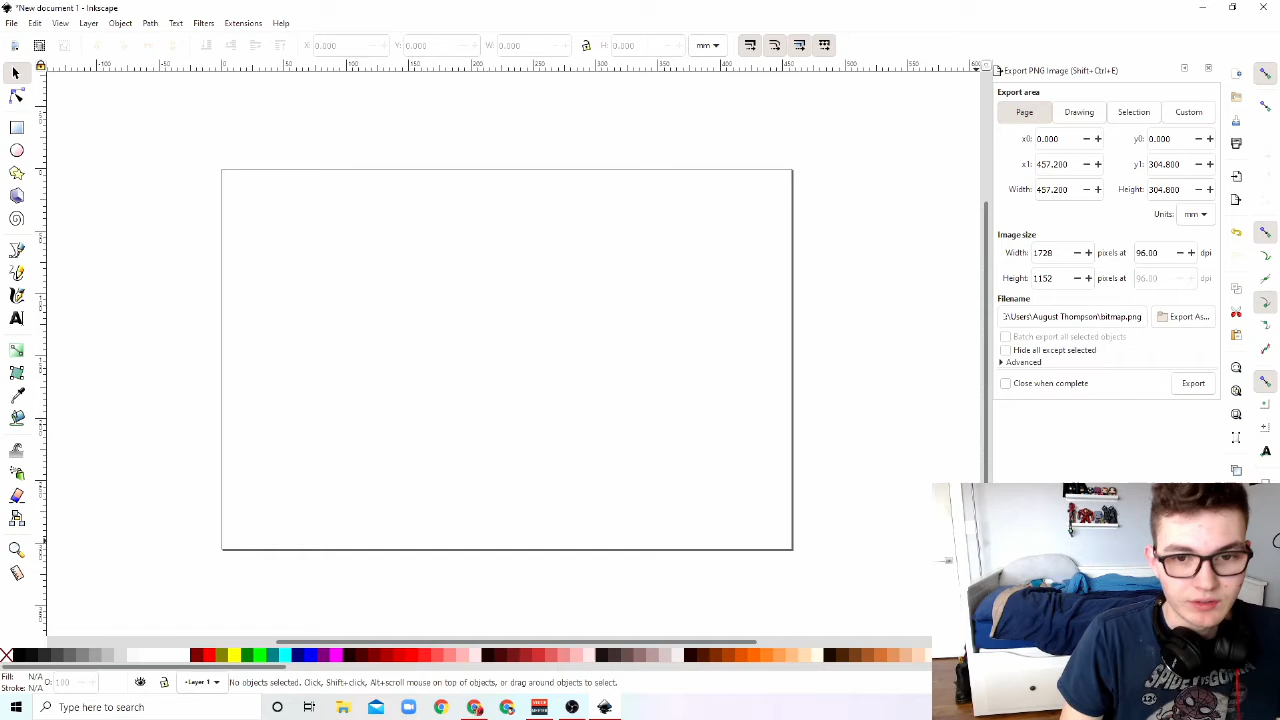 *New document 1 - Inkscape
File Edit View Layer Object Path Text Filters Extensions Help
X: 0.000 Y: 0.000 W: 0.000 H: 0.000 mm
Export PNG Image (Shift+Ctrl+E)
Export area
Page Drawing Selection Custom
x0: 0.000 y0: 0.000
x1: 457.200 y1: 304.800
Width: 457.200 Height: 304.800
Units: mm
Image size
Width: 1728 pixels at 96.00 dpi
Height: 1152 pixels at 96.00 dpi
Filename
:\Users\August Thompson\bitmap.png Export As...
Batch export all selected objects
Hide all except selected
Advanced
Close when complete Export
Fill: N/A
Stroke: N/A
O: 100
Layer 1
No objects selected. Click, Shift+click, Alt+scroll mouse on top of objects, or drag around objects to select.
Type here to search